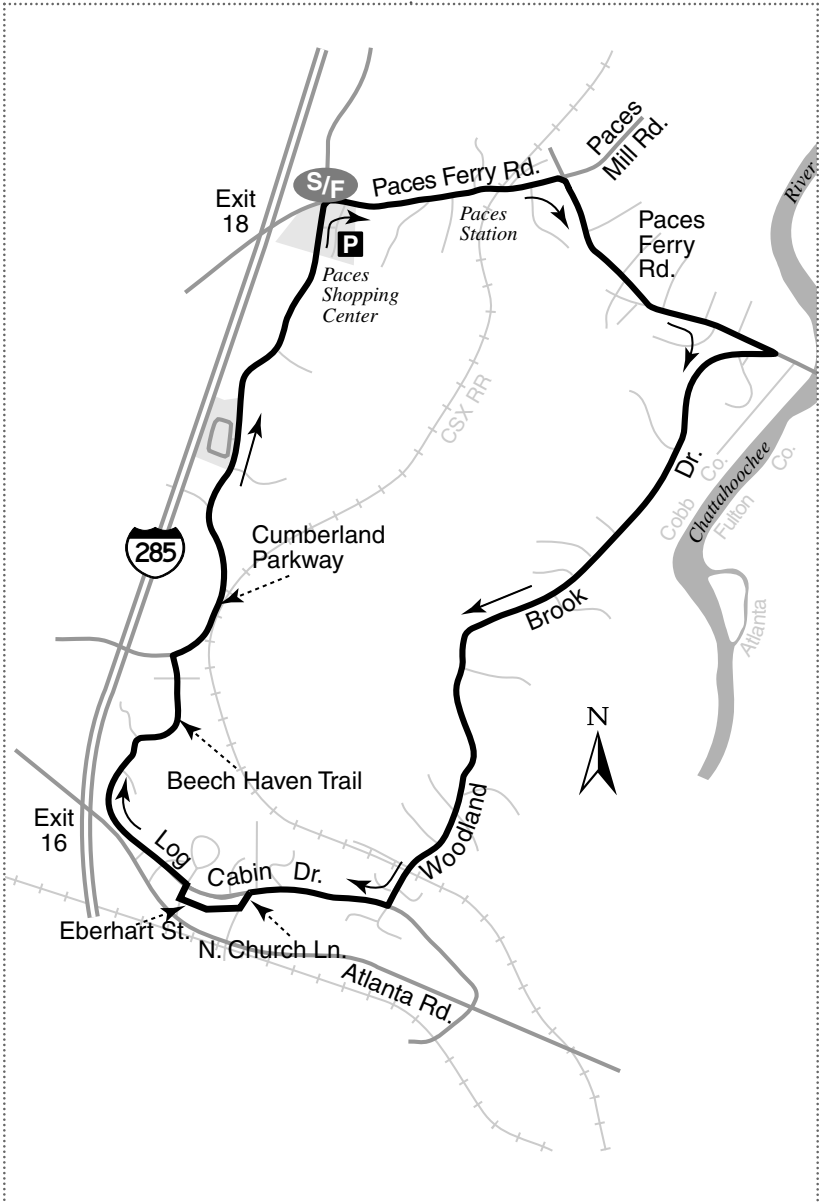 Paces
Mill Rd.
River
S/F
Paces Ferry Rd.
Exit
18
P
Paces
Station
Paces
Ferry
Rd.
Paces
Shopping
Center
CSX RR
Dr.
Cobb Co.
Chattahoochee
Fulton Co.
285
Cumberland
Parkway
Brook
Atlanta
N
Beech Haven Trail
Woodland
Exit
16
Log
Cabin Dr.
Eberhart St.
N. Church Ln.
Atlanta Rd.